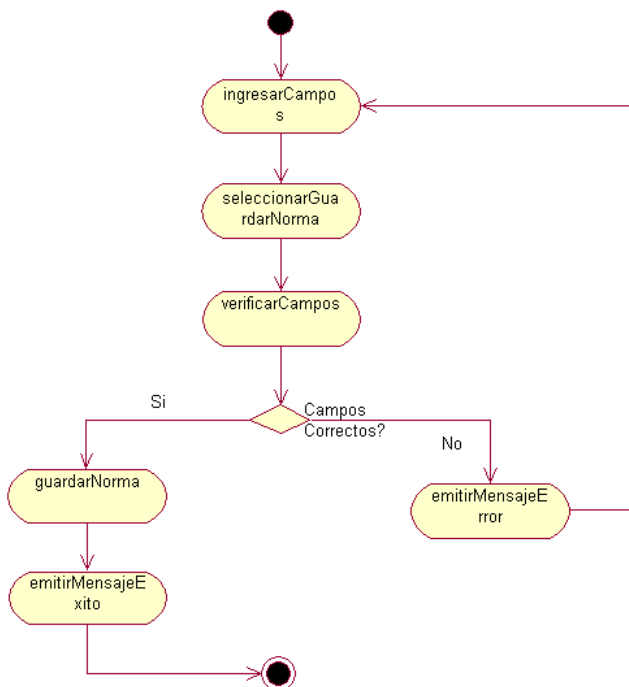 ingresarCampo
s
seleccionarGua
rdarNorma
verificarCampos
Si
Campos
Correctos?
No
guardarNorma
emitirMensajeE
rror
emitirMensajeE
xito